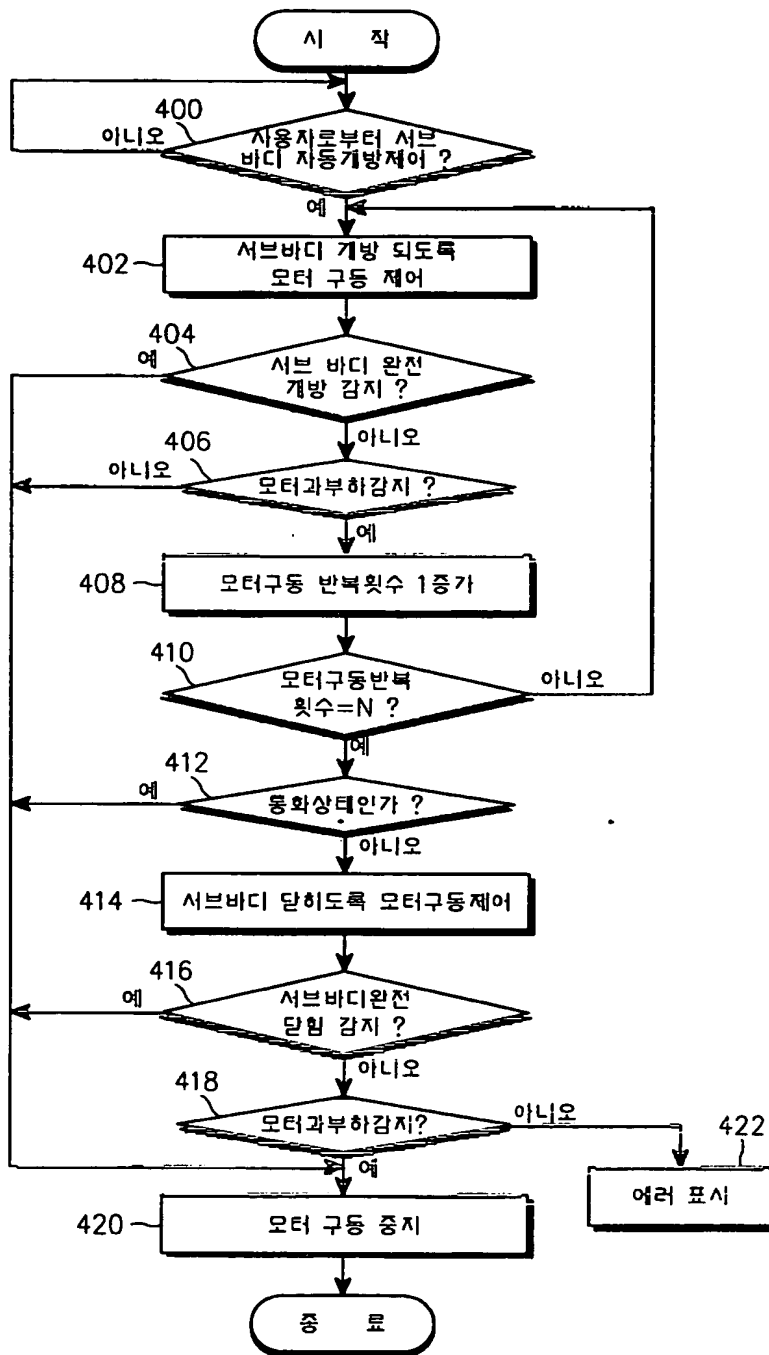 시 작
400
아니오
사용자로부터 서브
바디 자동개방제어 ?
예
402
서브바디 개방 되도록
모터 구동 제어
404
예
서브 바디 완전
개방 감지 ?
아니오
406
아니오
모터과부하감지 ?
예
408
모터구동 반복횟수 1증가
410
모터구동반복
횟수=N ?
아니오
예
412
예
통화상태인가 ?
아니오
414
서브바디 닫히도록 모터구동제어
416
예
서브바디완전
닫힘 감지 ?
아니오
418
모터과부하감지?
아니오
예
422
에러 표시
420
모터 구동 중지
종 료